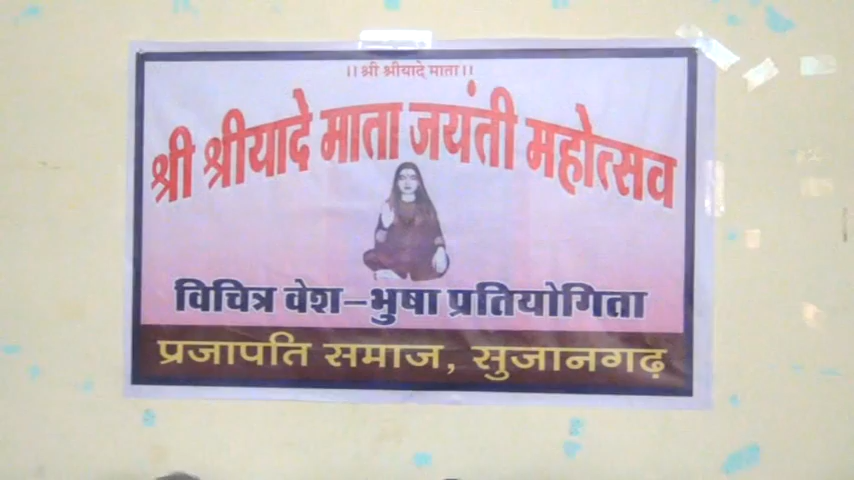 ।। श्री श्रीयादे माता ।।
श्री श्रीयादे माता जयंती महोत्सव
विचित्र वेश-भुषा प्रतियोगिता
प्रजापति समाज, सुजानगढ़